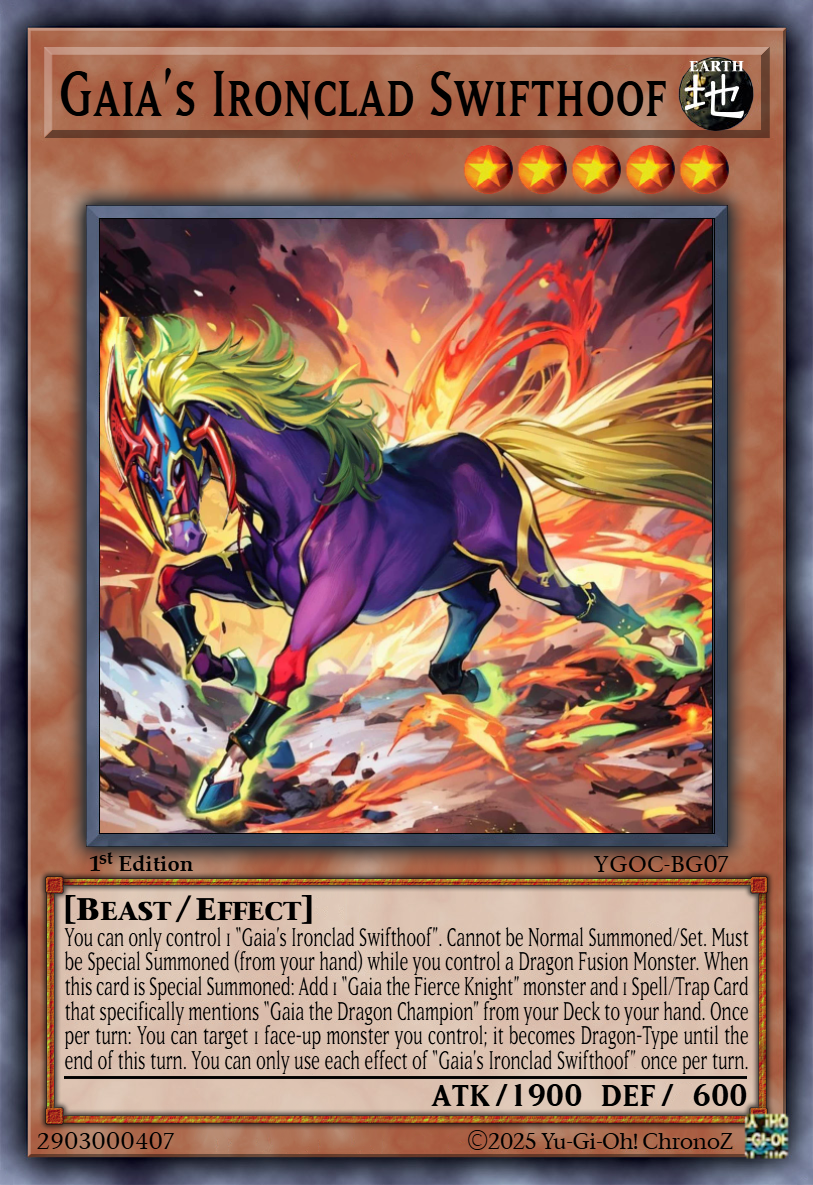 Gaia's Ironclad Swifthoof
EARTH
地
1st Edition
YGOC-BG07
[Beast/Effect]
You can only control 1 “Gaia’s Ironclad Swifthoof”. Cannot be Normal Summoned/Set. Must
be Special Summoned (from your hand) while you control a Dragon Fusion Monster. When
this card is Special Summoned: Add 1 “Gaia the Fierce Knight” monster and 1 Spell/Trap Card
that specifically mentions “Gaia the Dragon Champion” from your Deck to your hand. Once
per turn: You can target 1 face-up monster you control; it becomes Dragon-Type until the
end of this turn. You can only use each effect of “Gaia’s Ironclad Swifthoof” once per turn.
ATK/1900 DEF/ 600
2903000407
©2025 Yu-Gi-Oh! ChronoZ